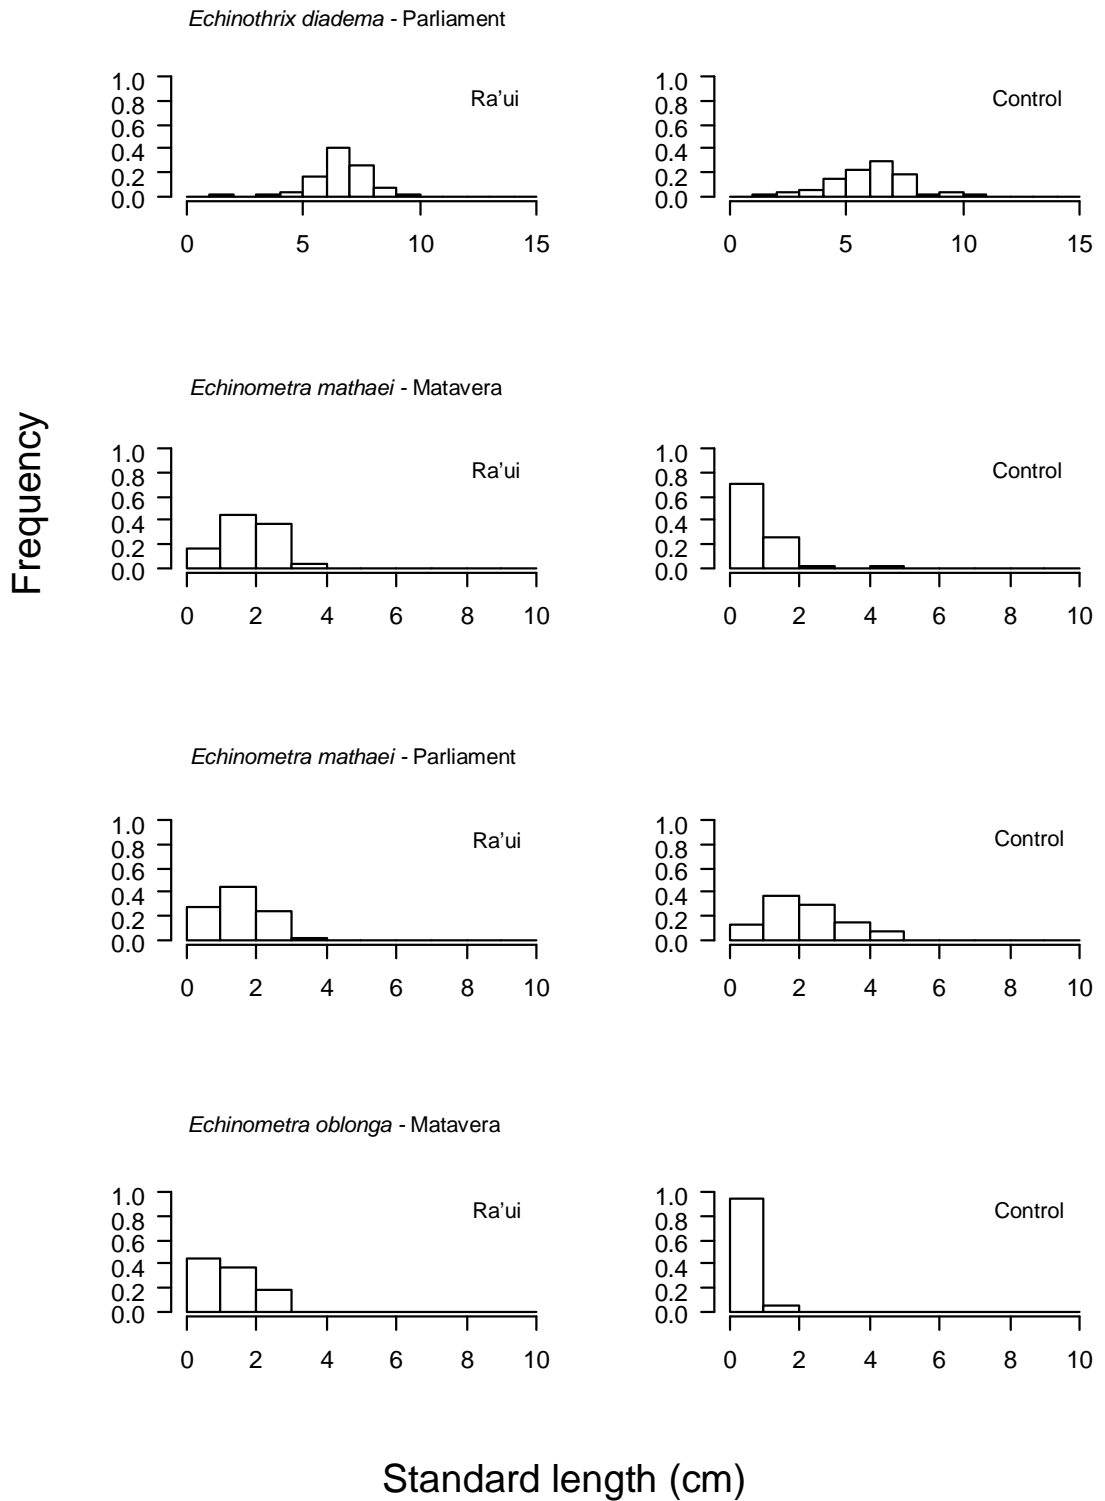 Echinothrix diadema - Parliament
Ra'ui
Control
1.0
0.8
0.6
0.4
0.2
0.0
1.0
0.8
0.6
0.4
0.2
0.0
0 5 10 15
0 5 10 15
Echinometra mathaei - Matavera
Ra'ui
Control
1.0
0.8
0.6
0.4
0.2
0.0
1.0
0.8
0.6
0.4
0.2
0.0
0 2 4 6 8 10
0 2 4 6 8 10
Frequency
Echinometra mathaei - Parliament
Ra'ui
Control
1.0
0.8
0.6
0.4
0.2
0.0
1.0
0.8
0.6
0.4
0.2
0.0
0 2 4 6 8 10
0 2 4 6 8 10
Echinometra oblonga - Matavera
Ra'ui
Control
1.0
0.8
0.6
0.4
0.2
0.0
1.0
0.8
0.6
0.4
0.2
0.0
0 2 4 6 8 10
0 2 4 6 8 10
Standard length (cm)